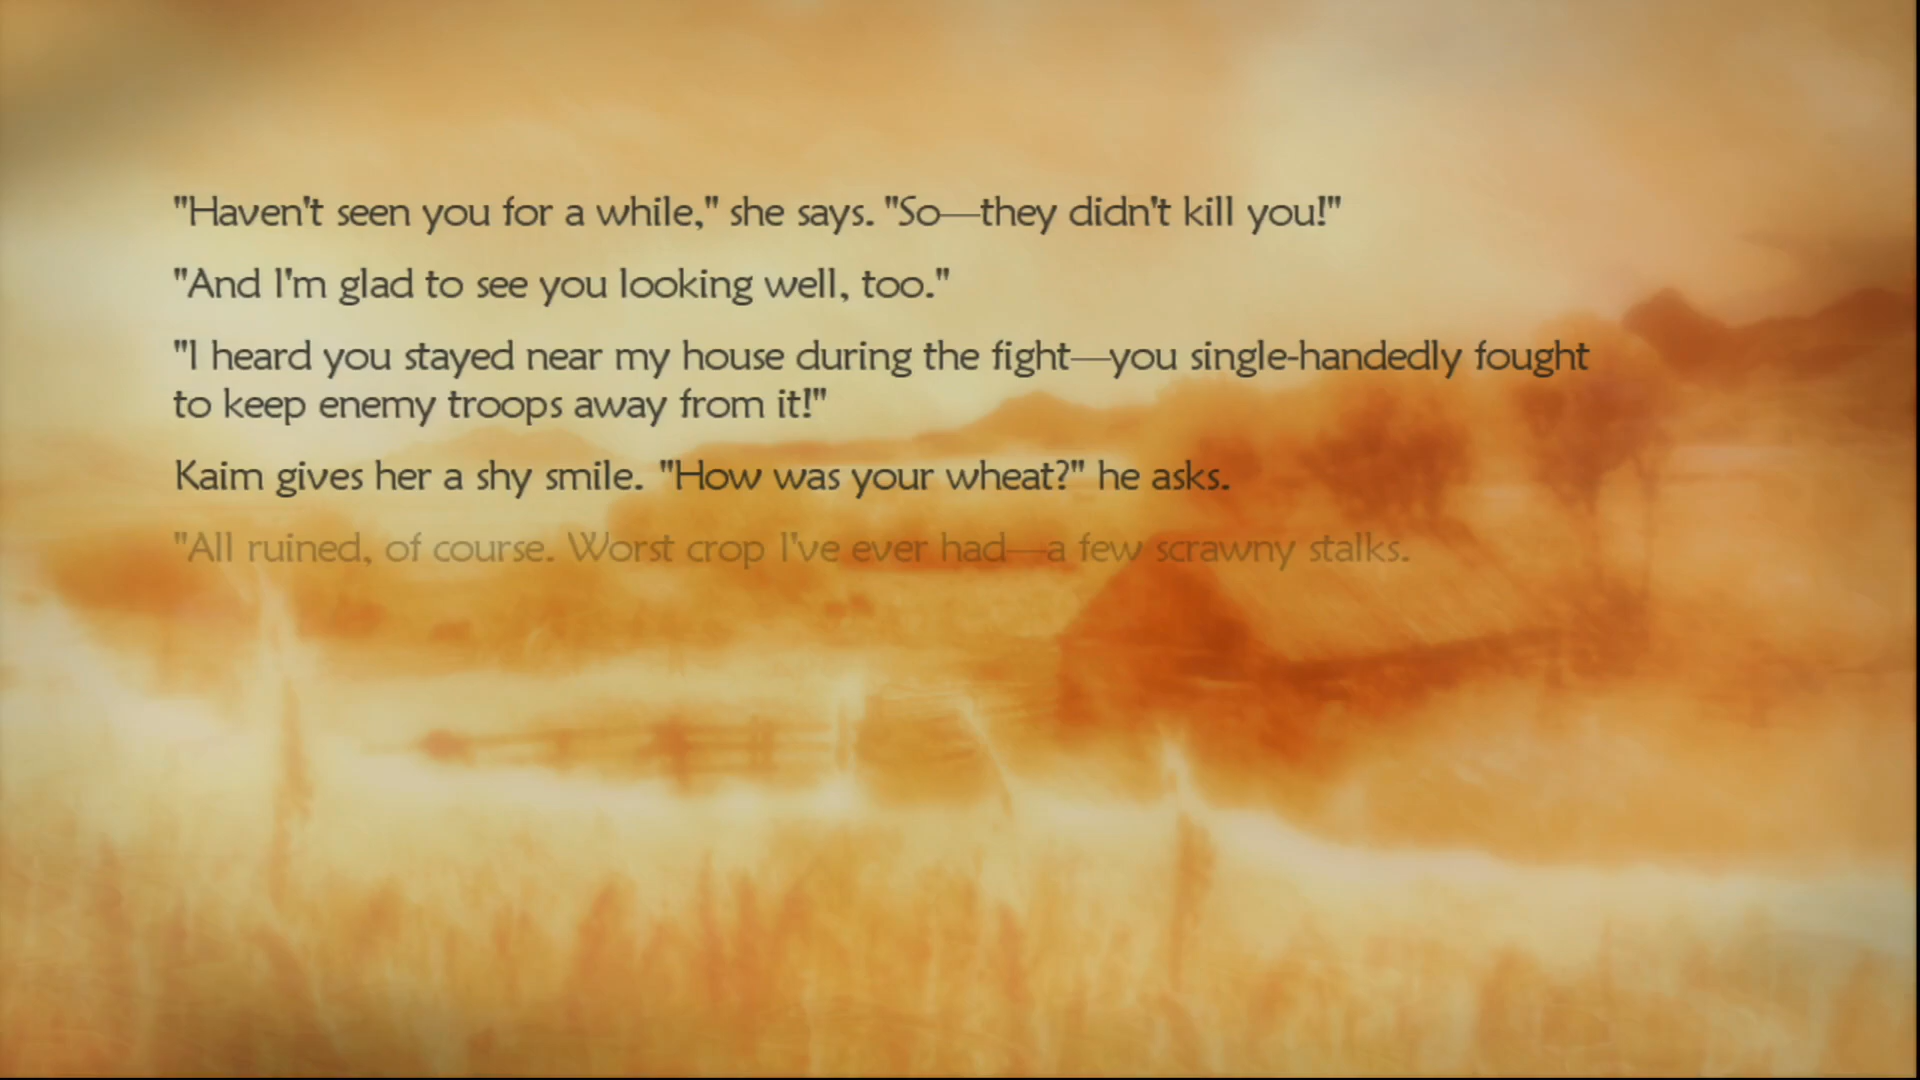 "Haven't seen you for a while," she says. "So—they didn't kill you!"
"And I'm glad to see you looking well, too."
"I heard you stayed near my house during the fight—you single-handedly fought
to keep enemy troops away from it!"
Kaim gives her a shy smile. "How was your wheat?" he asks.
"All ruined, of course. Worst crop I've ever had—a few scrawny stalks.